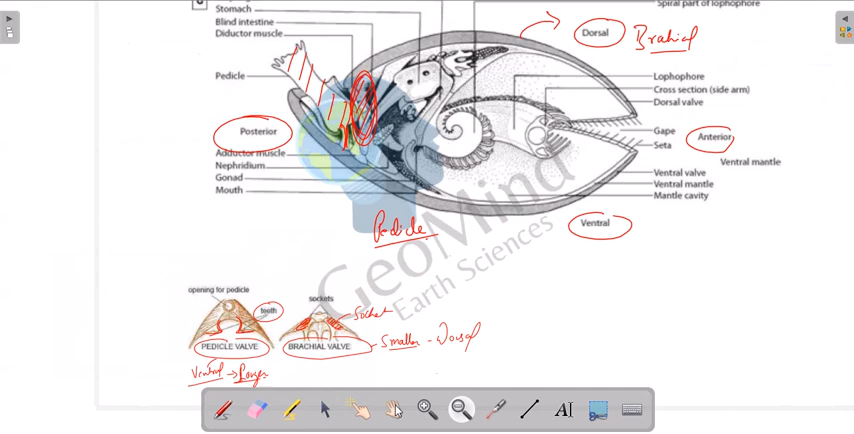 Spiral part of lophophore
Stomach
Blind intestine
Diductor muscle
Pedicle
Posterior
Adductor muscle
Nephridium
Gonad
Mouth
Dorsal
Brahial
Lophophore
Cross section (side arm)
Dorsal valve
Gape
Anterior
Seta
Ventral mantle
Ventral valve
Ventral mantle
Mantle cavity
Ventral
Pedicle
GeoMind
Earth Sciences
opening for pedicle
teeth
PEDICLE VALVE
Ventral → Larger
sockets
Socket
BRACHIAL VALVE
Smaller - Dorsal
AI